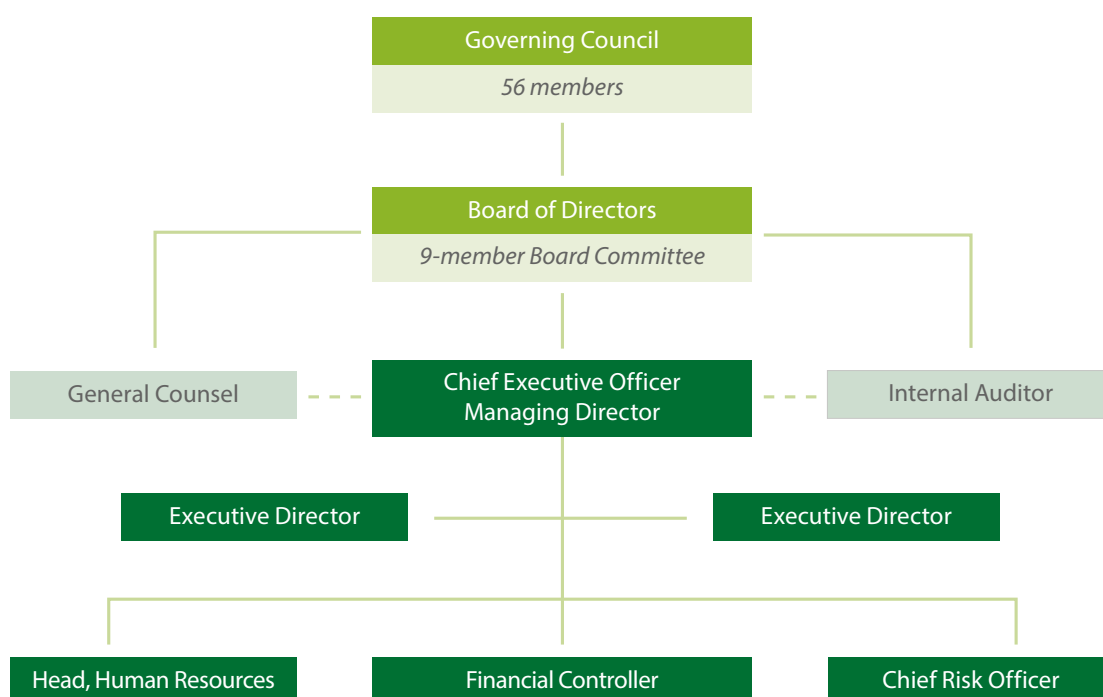 Governing Council
56 members
Board of Directors
9-member Board Committee
General Counsel
Chief Executive Officer
Managing Director
Internal Auditor
Executive Director
Executive Director
Head, Human Resources
Financial Controller
Chief Risk Officer